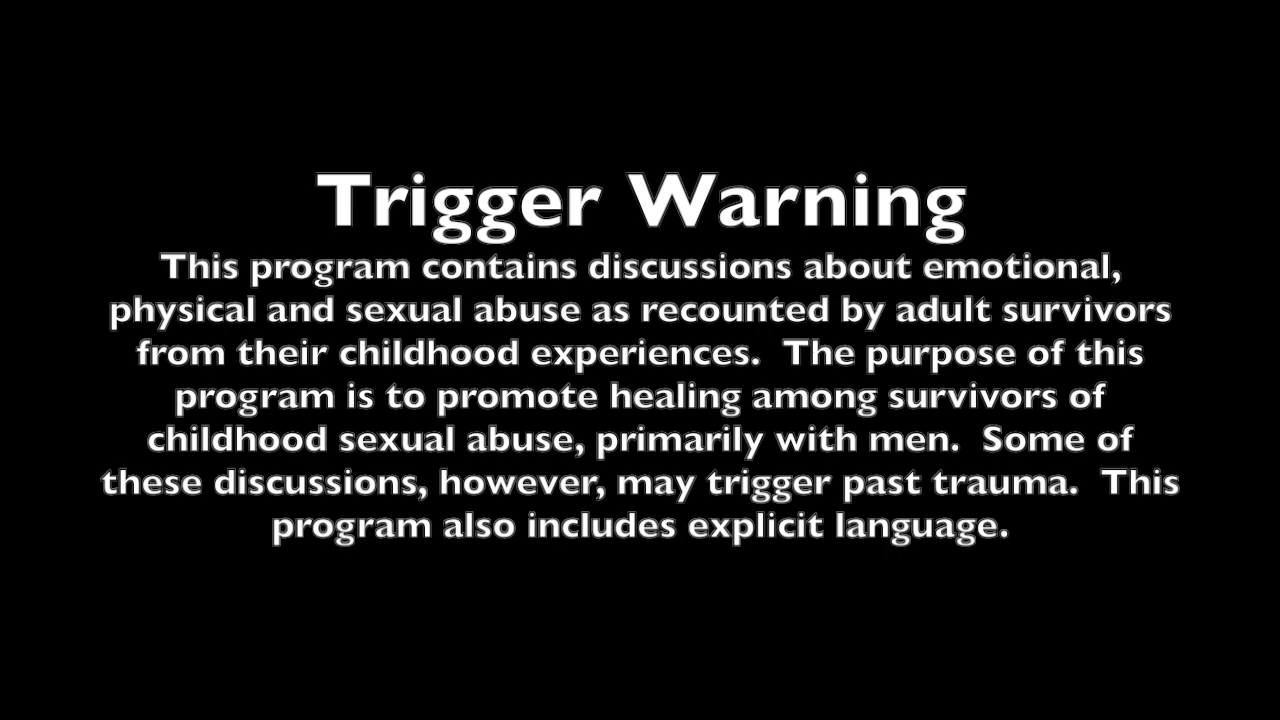 Trigger Warning
This program contains discussions about emotional,
physical and sexual abuse as recounted by adult survivors
from their childhood experiences.  The purpose of this
program is to promote healing among survivors of
childhood sexual abuse, primarily with men.  Some of
these discussions, however, may trigger past trauma.  This
program also includes explicit language.